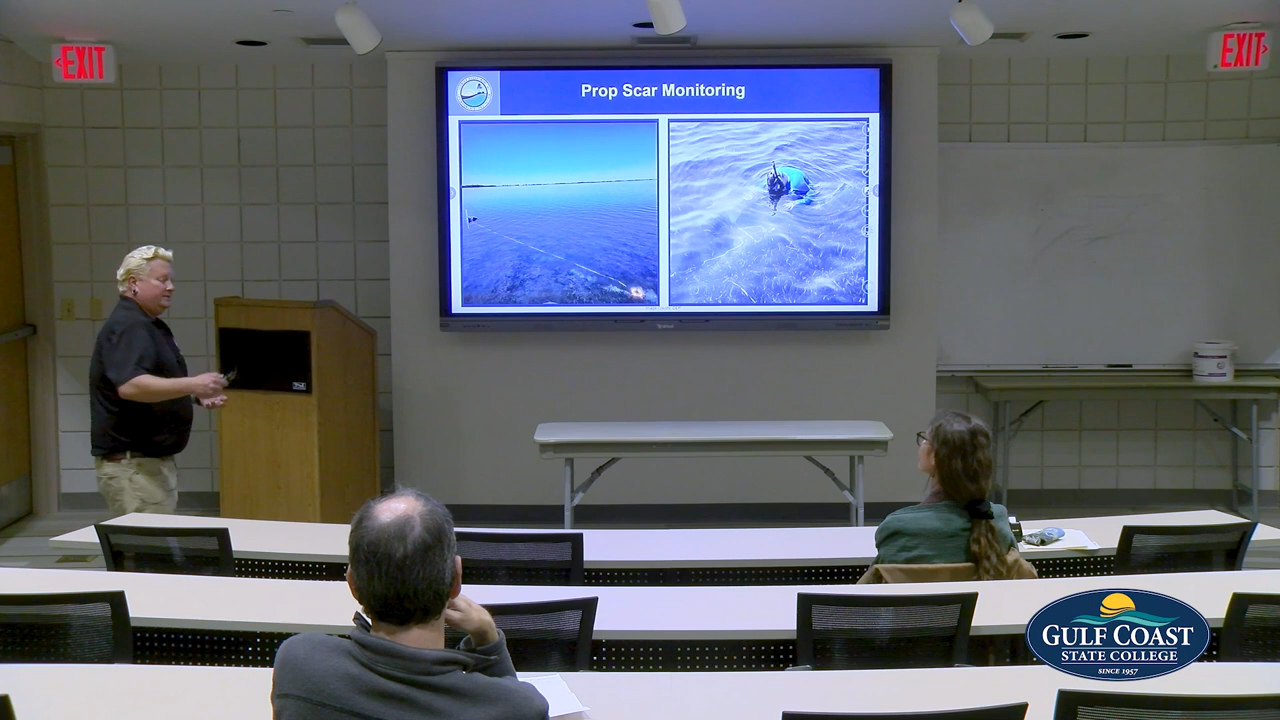 EXIT
EXIT
Prop Scar Monitoring
GULF COAST
STATE COLLEGE
SINCE 1957